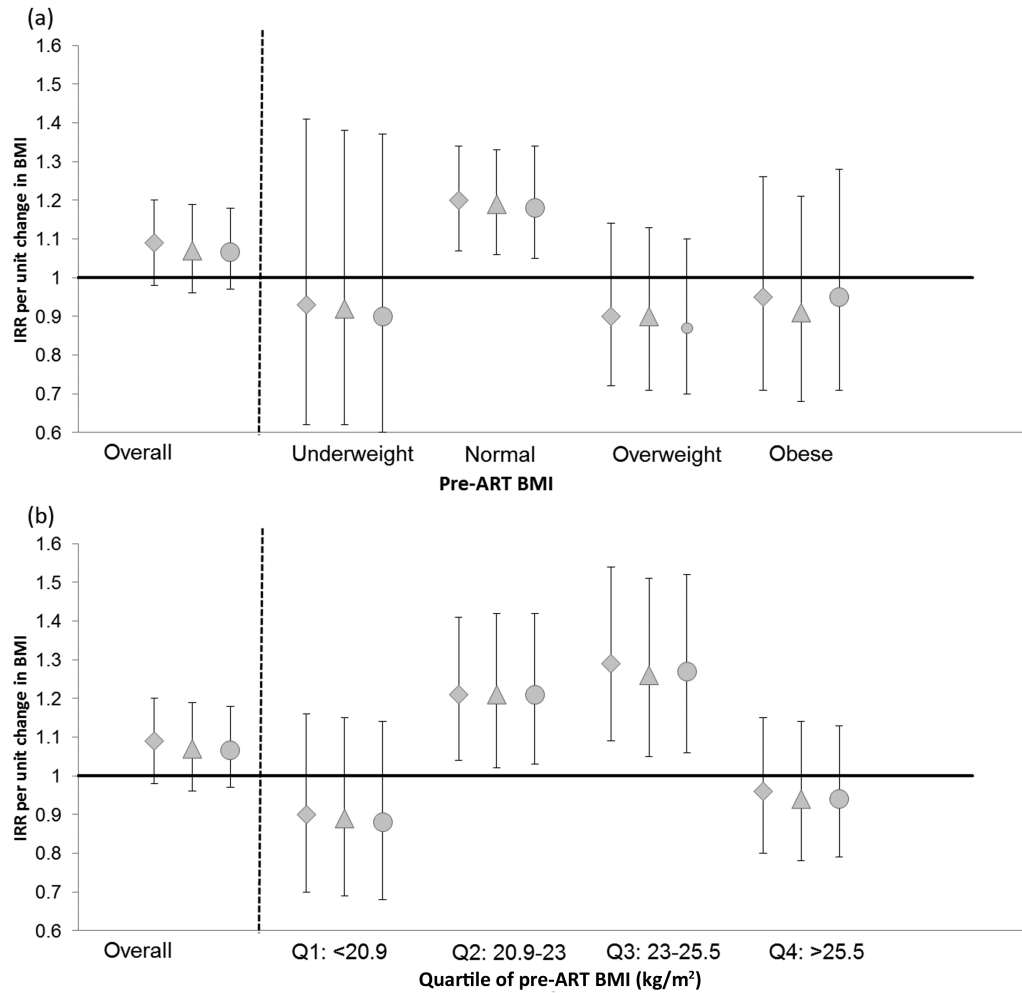 (a)
IRR per unit change in BMI
1.6
1.5
1.4
1.3
1.2
1.1
1
0.9
0.8
0.7
0.6
Overall Underweight Normal Overweight Obese
Pre-ART BMI
(b)
IRR per unit change in BMI
1.6
1.5
1.4
1.3
1.2
1.1
1
0.9
0.8
0.7
0.6
Overall Q1: <20.9 Q2: 20.9-23 Q3: 23-25.5 Q4: >25.5
Quartile of pre-ART BMI (kg/m²)